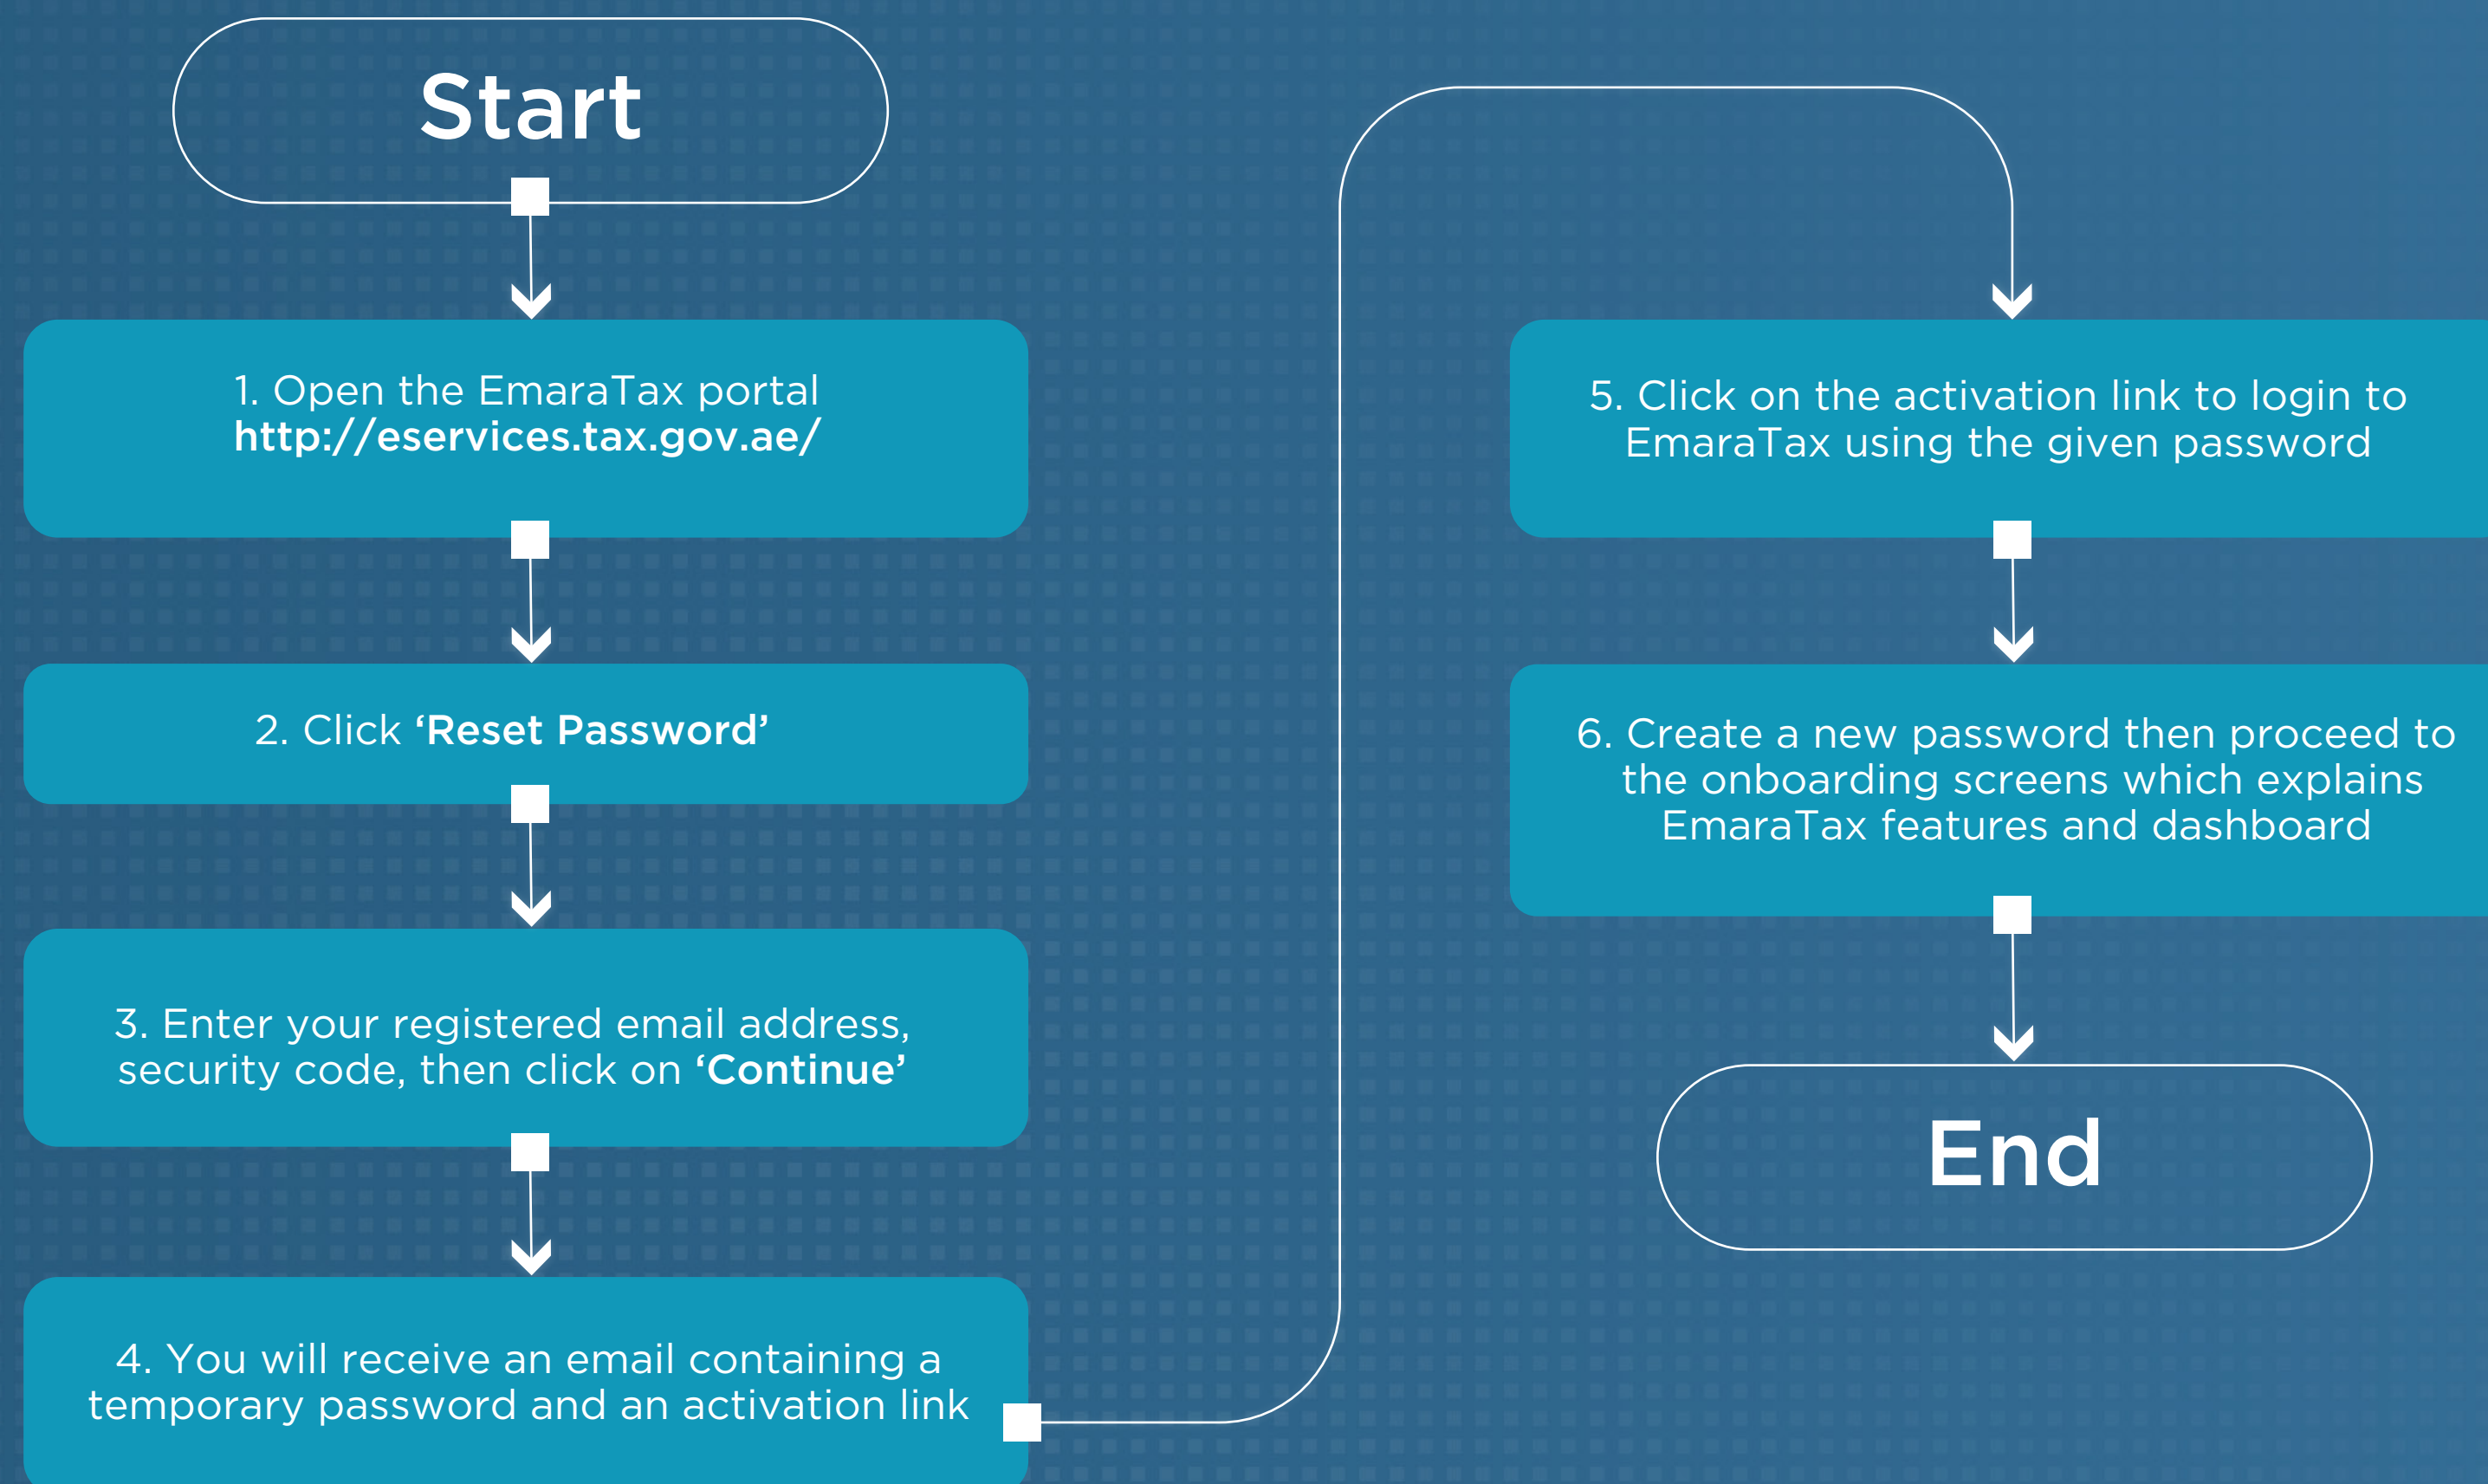 Start
1. Open the EmaraTax portal
http://eservices.tax.gov.ae/
2. Click ‘Reset Password’
3. Enter your registered email address,
security code, then click on ‘Continue’
4. You will receive an email containing a
temporary password and an activation link
5. Click on the activation link to login to
EmaraTax using the given password
6. Create a new password then proceed to
the onboarding screens which explains
EmaraTax features and dashboard
End